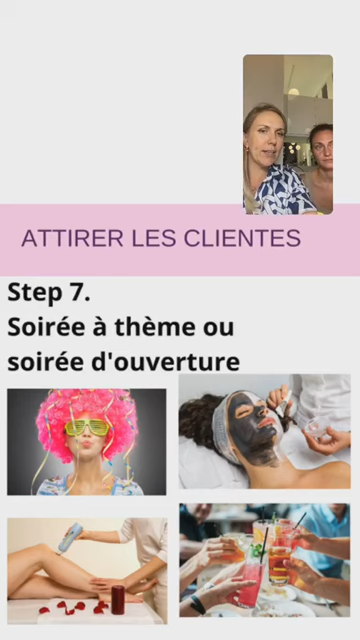 ATTIRER LES CLIENTES
Step 7.
Soirée à thème ou
soirée d'ouverture